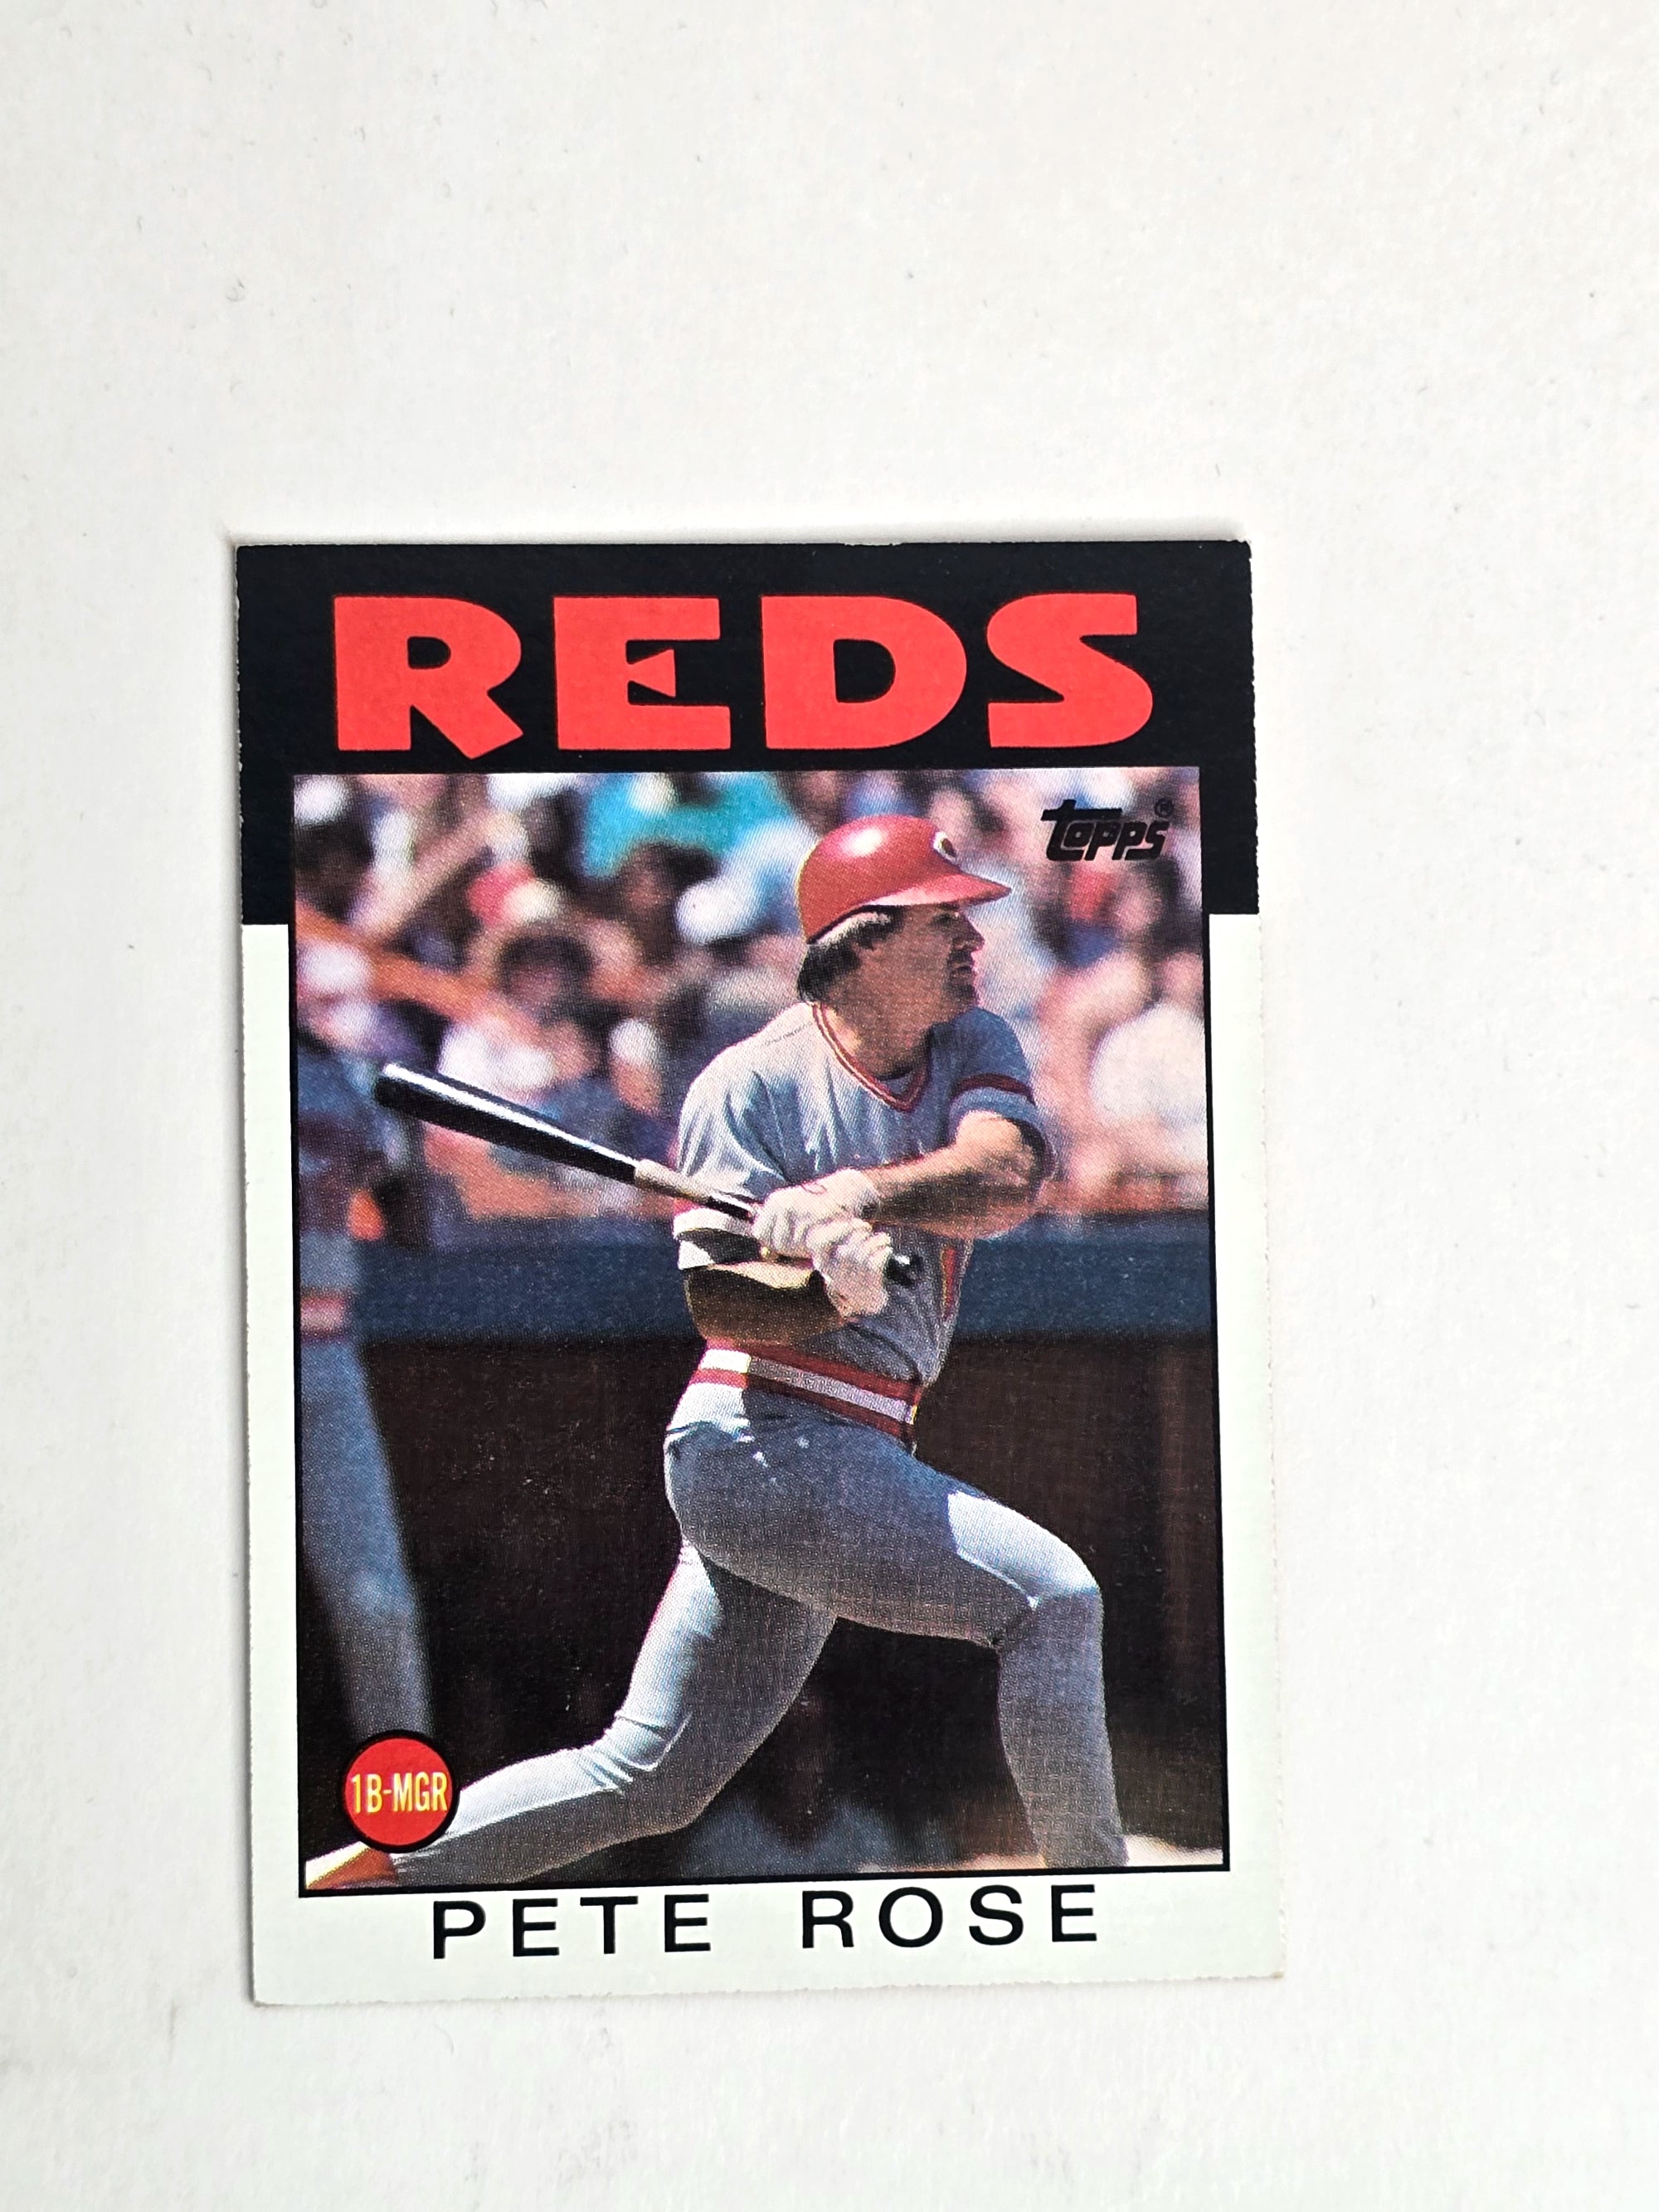 REDS
topps®
1B-MGR
PETE ROSE